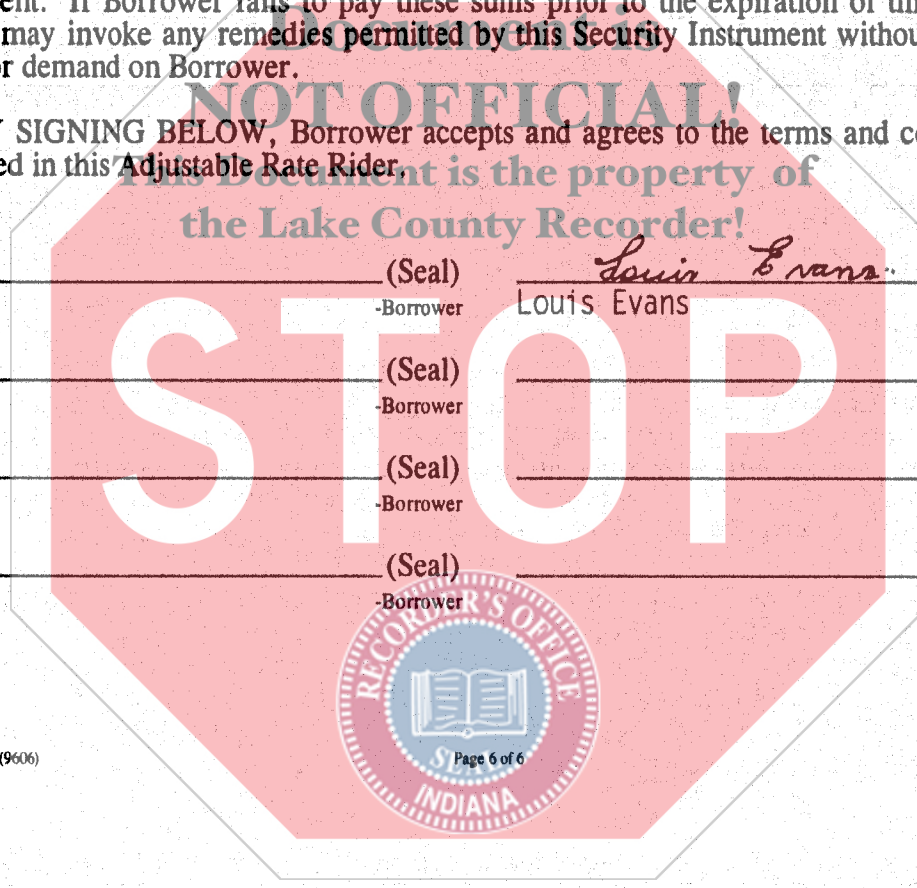 ent. If Borrower fails to pay these sums prior to the expiration of thi
Document is
may invoke any remedies permitted by this Security Instrument withou
r demand on Borrower.
NOT OFFICIAL!
SIGNING BELOW, Borrower accepts and agrees to the terms and c
ed in this Adjustable Rate Rider.
This Document is the property of
the Lake County Recorder!
(Seal) Louis Evans
-Borrower Louis Evans
STOP
(Seal)
-Borrower
(Seal)
-Borrower
(Seal)
-Borrower
RECORDER'S OFFICE
SEAL
INDIANA
(9606) Page 6 of 6